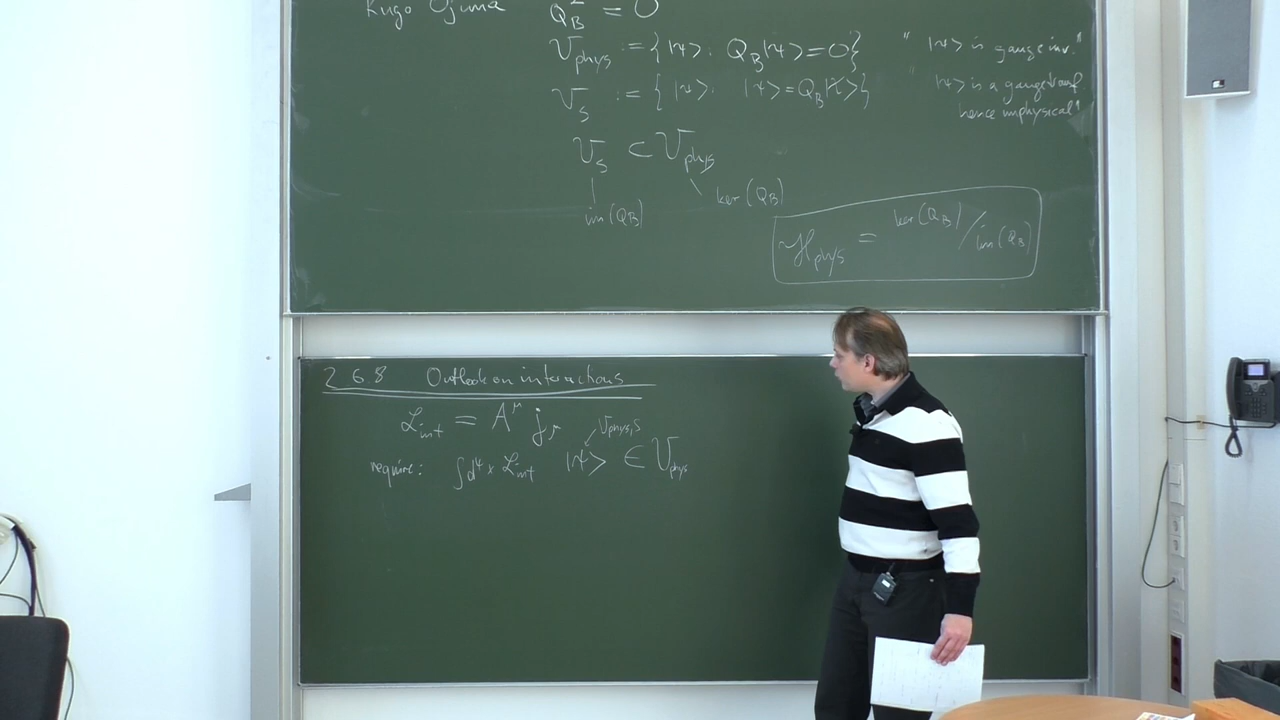 Kugo Ojima Q_B^2 = 0
V_phys := { |ψ>: Q_B|ψ> = 0 } " |ψ> is gauge inv."
V_s := { |ψ>: |ψ> = Q_B|χ> } " |ψ> is a gauge transf
hence unphysical"
V_s ⊂ V_phys
im(Q_B) ker(Q_B)
H_phys = ker(Q_B) / im(Q_B)
2.6.8 Outlook on interactions
L_int = A^μ j_μ
V_phys,s
require: ∫d^4x L_int |ψ> ∈ V_phys